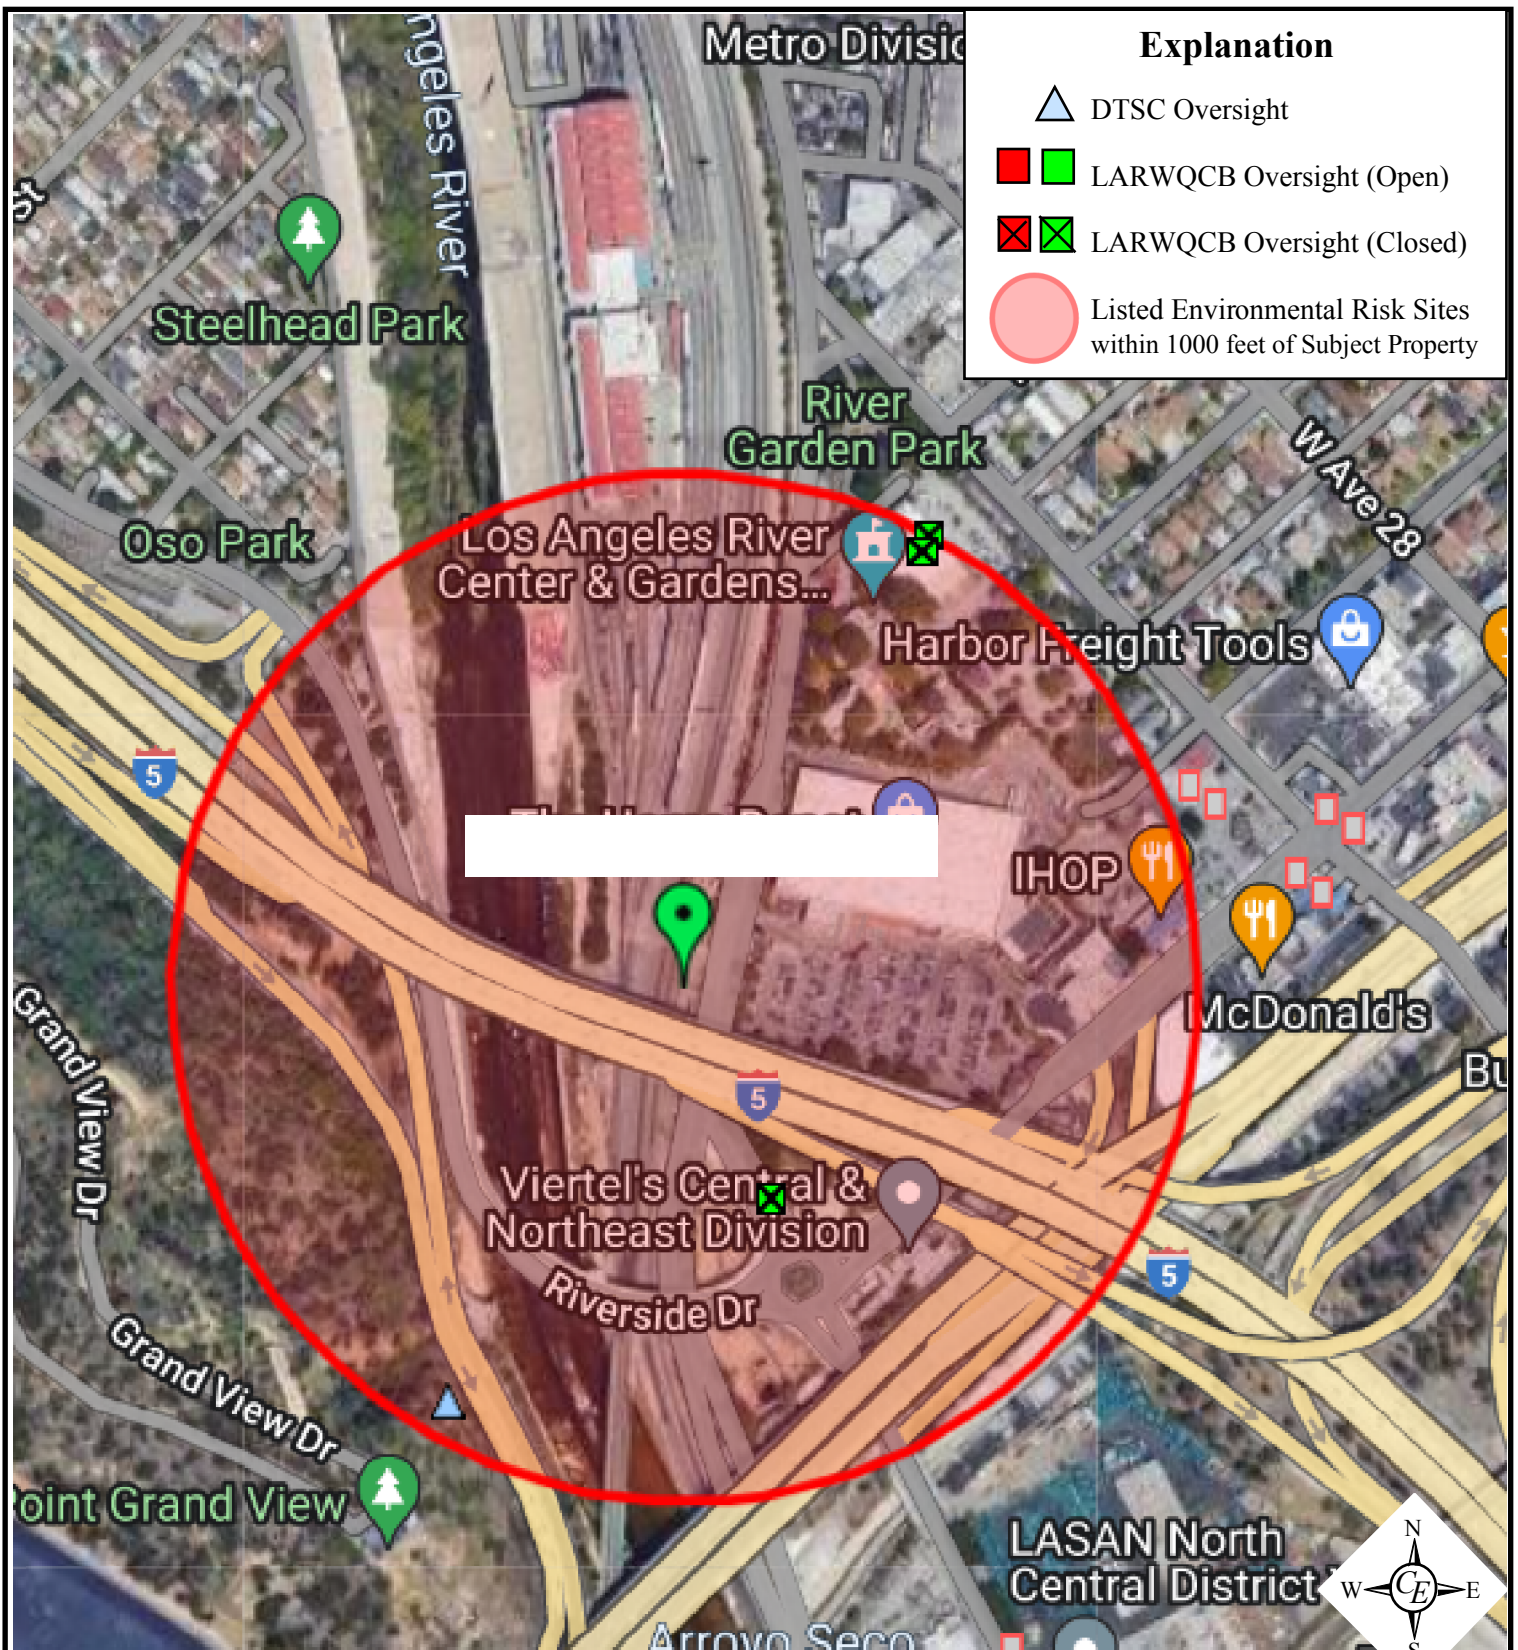 Explanation
DTSC Oversight
LARWQCB Oversight (Open)
LARWQCB Oversight (Closed)
Listed Environmental Risk Sites
within 1000 feet of Subject Property
Metro Divisio
ngeles River
St
Steelhead Park
River
Garden Park
W Ave 28
Oso Park
Los Angeles River
Center & Gardens...
Harbor Freight Tools
5
IHOP
McDonald's
Grand View Dr
Bu
5
Viertel's Central &
Northeast Division
5
Riverside Dr
Grand View Dr
oint Grand View
LASAN North
Central District
N
W CE E
S
Arroyo Seco